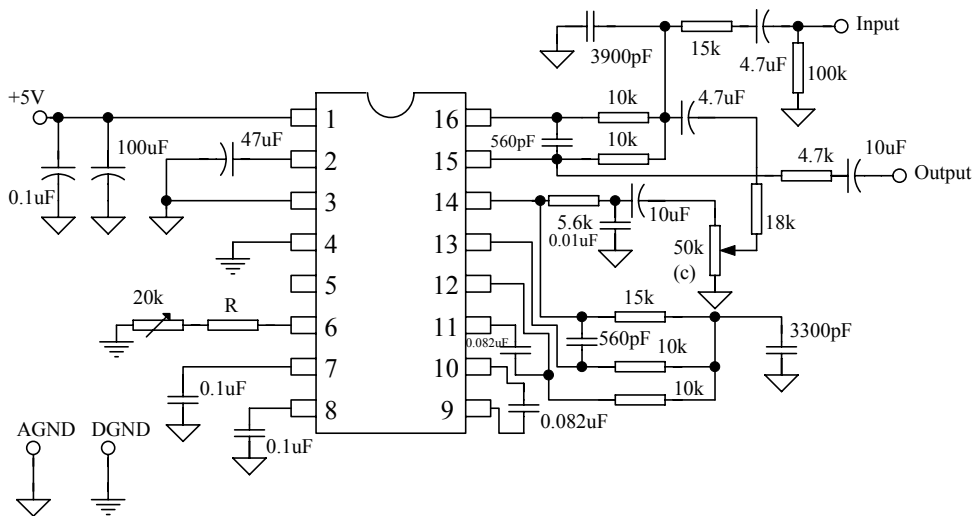 Input
3900pF
15k
4.7uF
100k
+5V
0.1uF
100uF
47uF
1
2
3
4
5
6
7
8
16
15
14
13
12
11
10
9
10k
10k
560pF
4.7uF
4.7k
10uF
Output
5.6k
0.01uF
10uF
18k
50k
(c)
20k
R
15k
560pF
10k
10k
3300pF
0.082uF
0.082uF
0.1uF
0.1uF
AGND
DGND